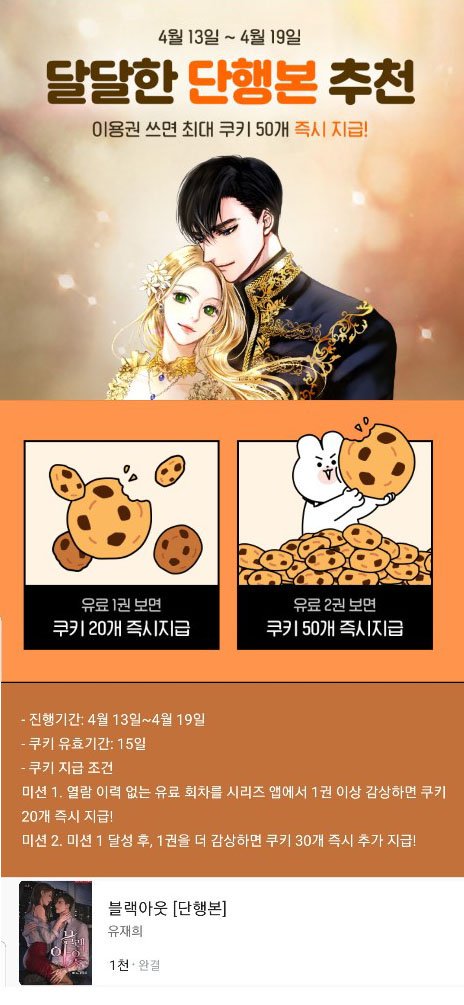 4월 13일 ~ 4월 19일
달달한 단행본 추천
이용권 쓰면 최대 쿠키 50개 즉시 지급!
유료 1권 보면
쿠키 20개 즉시지급
유료 2권 보면
쿠키 50개 즉시지급
- 진행기간: 4월 13일~4월 19일
- 쿠키 유효기간: 15일
- 쿠키 지급 조건
미션 1. 열람 이력 없는 유료 회차를 시리즈 앱에서 1권 이상 감상하면 쿠키
20개 즉시 지급!
미션 2. 미션 1 달성 후, 1권을 더 감상하면 쿠키 30개 즉시 추가 지급!
블랙아웃 [단행본]
유재희
1천 · 완결